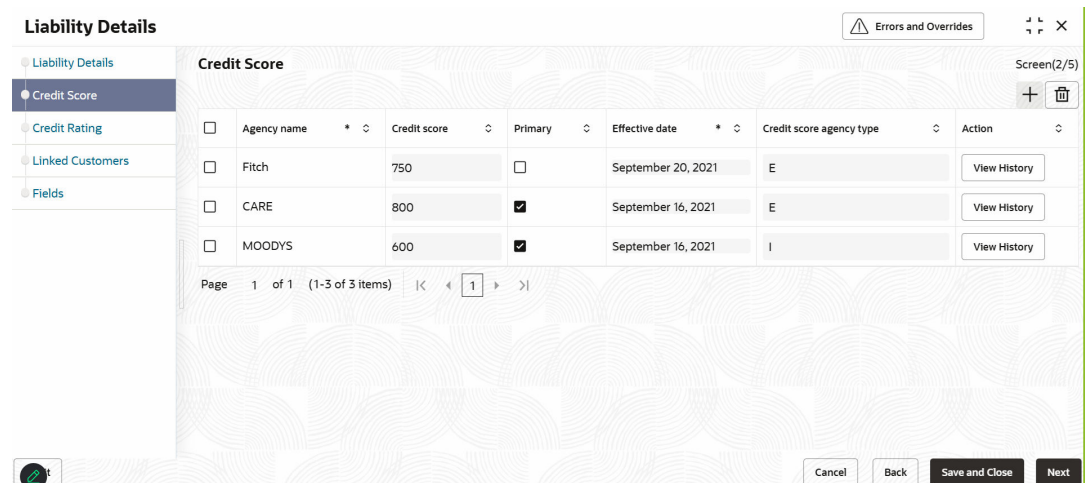 Liability Details
Errors and Overrides
Liability Details
Credit Score
Credit Rating
Linked Customers
Fields
Credit Score
Screen(2/5)
Agency name * Credit score Primary Effective date * Credit score agency type Action
Fitch 750 September 20, 2021 E View History
CARE 800 September 16, 2021 E View History
MOODYS 600 September 16, 2021 I View History
Page 1 of 1 (1-3 of 3 items) 1
Cancel Back Save and Close Next